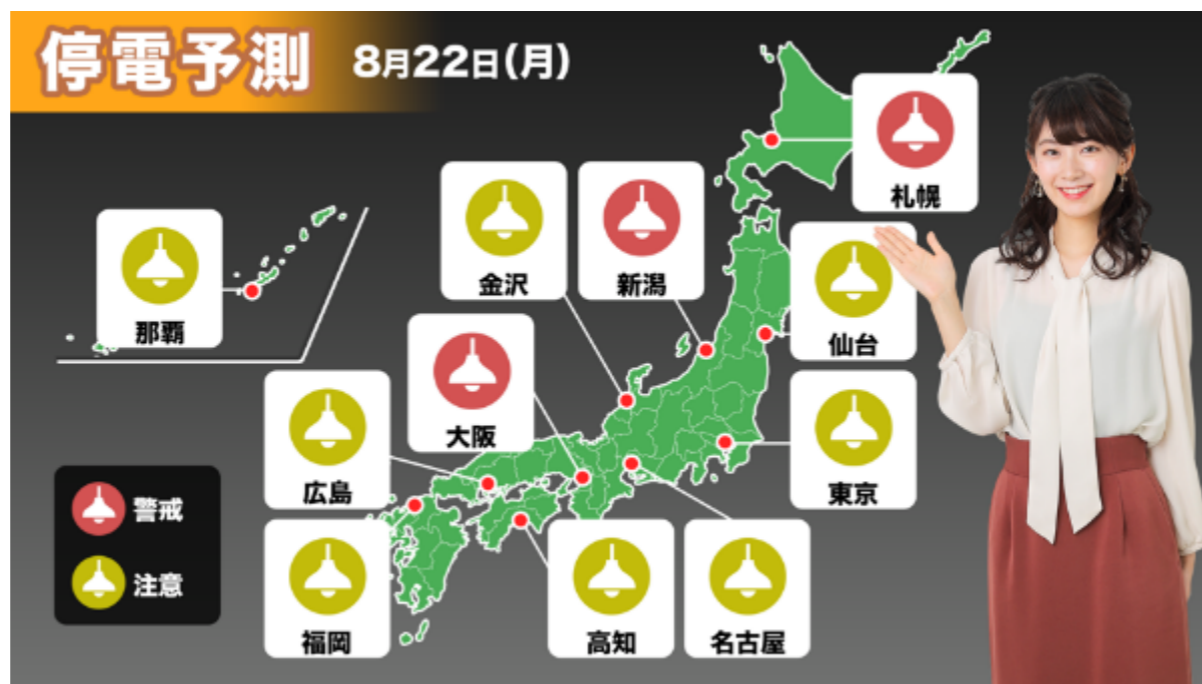 停電予測 8月22日(月)
札幌
金沢
新潟
仙台
那覇
大阪
広島
東京
警戒
注意
福岡
高知
名古屋